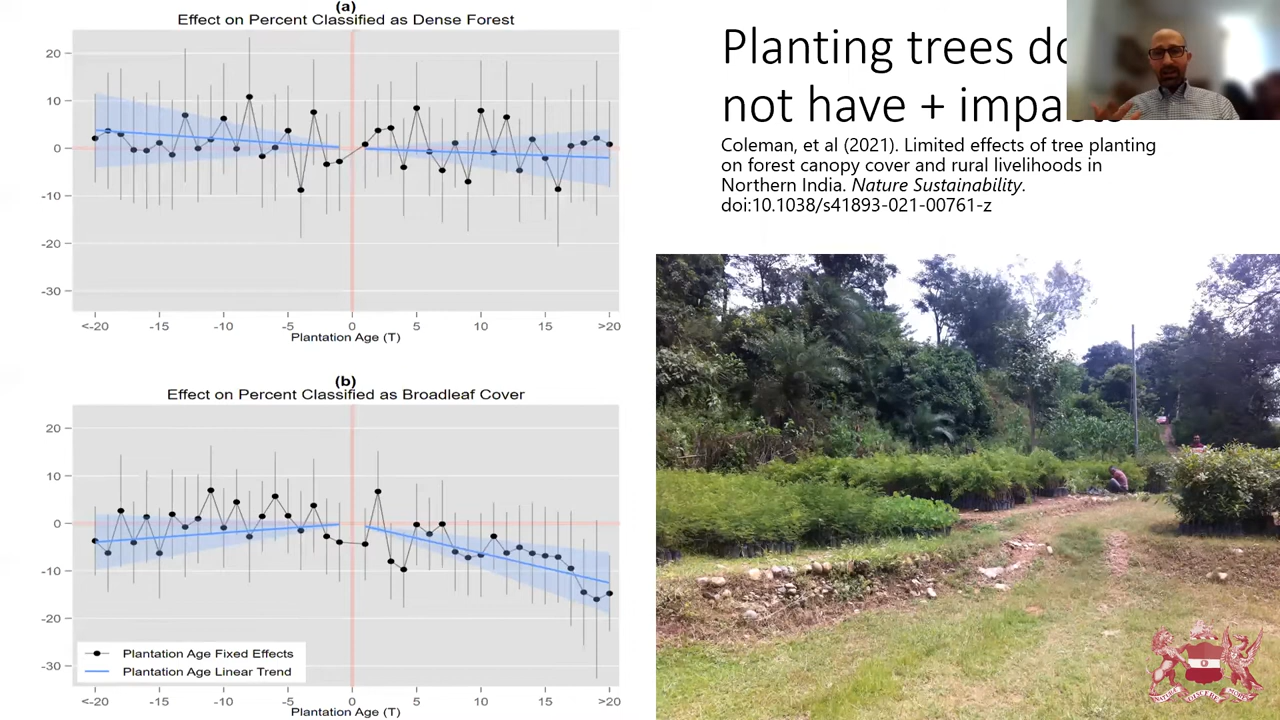 (a)
Effect on Percent Classified as Dense Forest
20
10
0
-10
-20
-30
<-20 -15 -10 -5 0 5 10 15 >20
Plantation Age (T)
(b)
Effect on Percent Classified as Broadleaf Cover
20
10
0
-10
-20
-30
Plantation Age Fixed Effects
Plantation Age Linear Trend
<-20 -15 -10 -5 0 5 10 15 >20
Plantation Age (T)
Planting trees
not have +
Coleman, et al (2021). Limited effects of tree planting
on forest canopy cover and rural livelihoods in
Northern India. Nature Sustainability.
doi:10.1038/s41893-021-00761-z